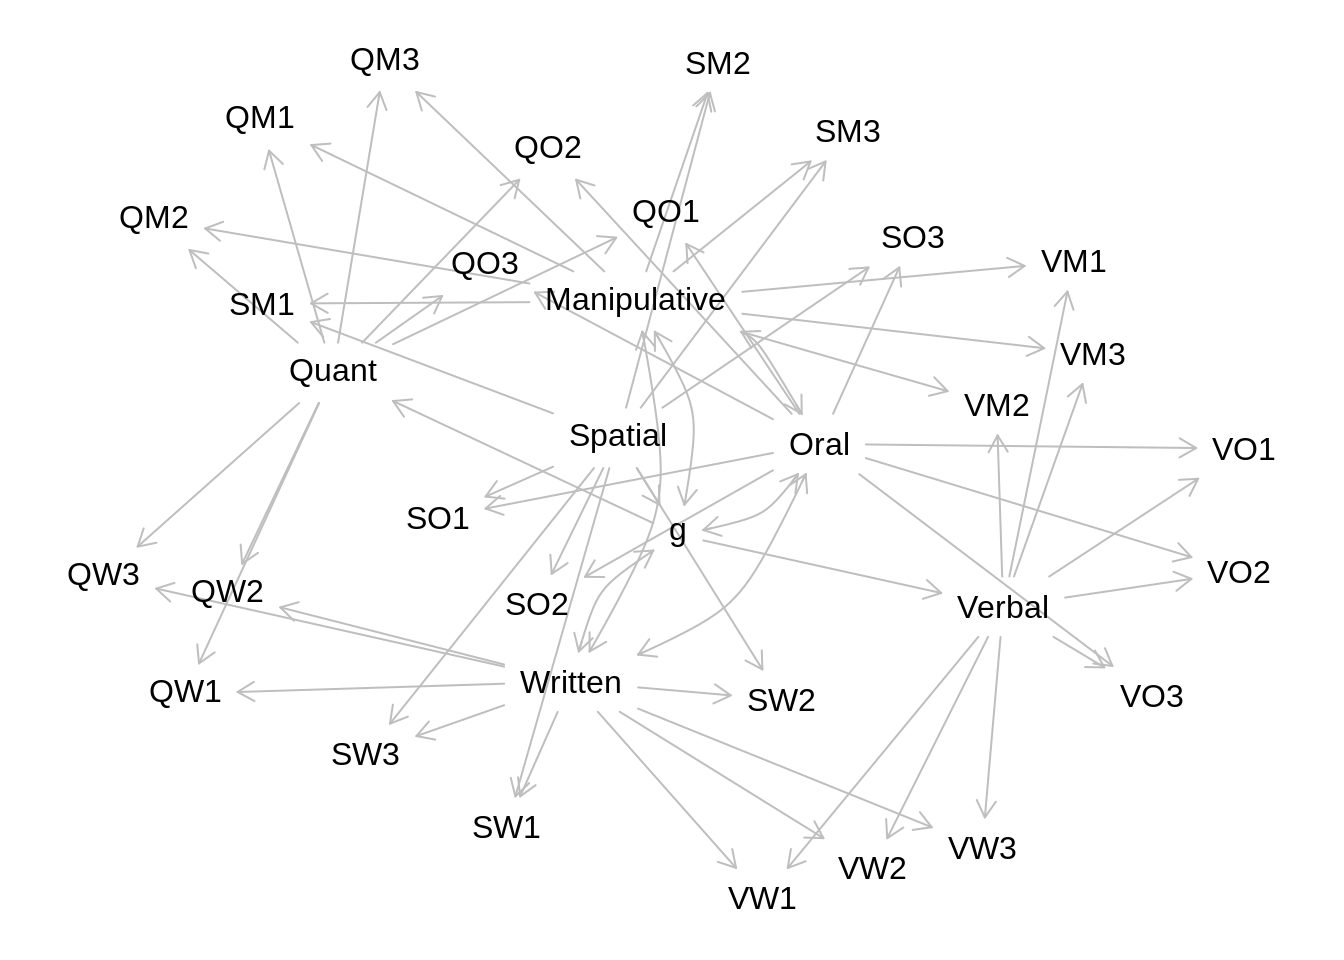 QM3
SM2
QM1
SM3
QO2
QM2
QO1
SO3
QO3
VM1
SM1
Manipulative
VM3
Quant
VM2
Spatial
Oral
VO1
SO1
g
QW3
VO2
QW2
SO2
Verbal
Written
QW1
SW2
VO3
SW3
SW1
VW3
VW2
VW1